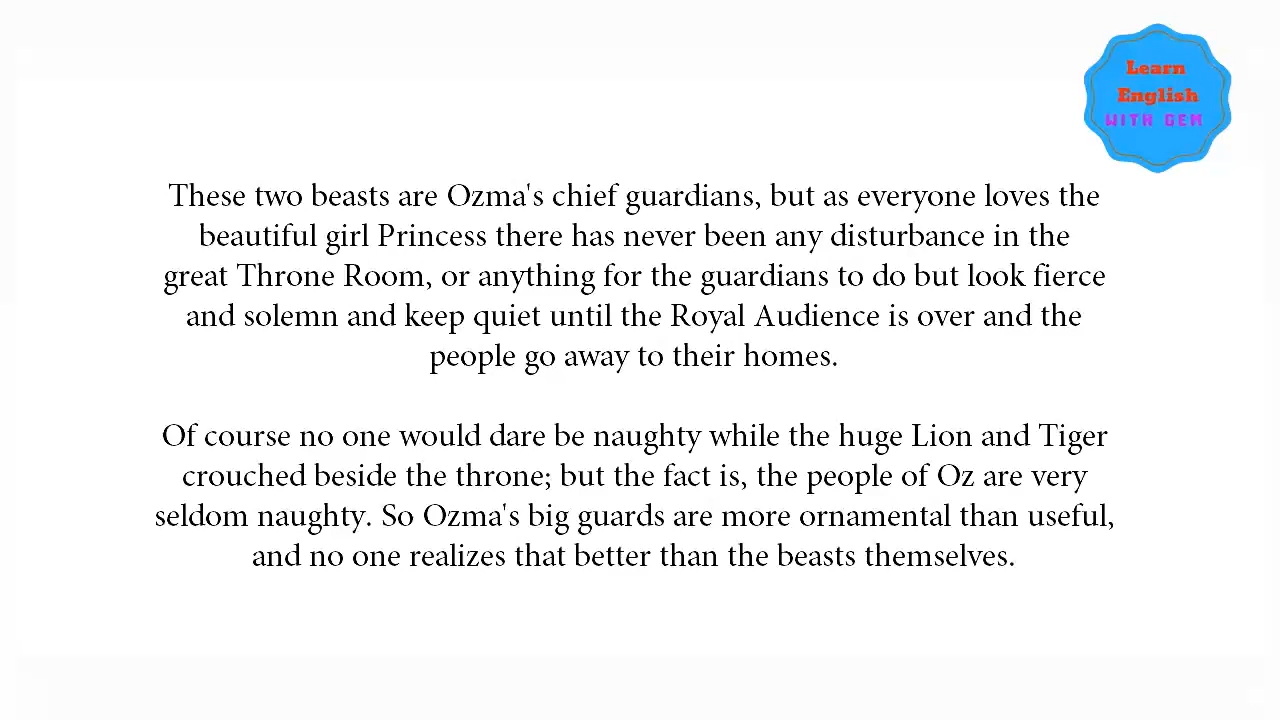 Learn
English
WITH GEM
These two beasts are Ozma's chief guardians, but as everyone loves the
beautiful girl Princess there has never been any disturbance in the
great Throne Room, or anything for the guardians to do but look fierce
and solemn and keep quiet until the Royal Audience is over and the
people go away to their homes.
Of course no one would dare be naughty while the huge Lion and Tiger
crouched beside the throne; but the fact is, the people of Oz are very
seldom naughty. So Ozma's big guards are more ornamental than useful,
and no one realizes that better than the beasts themselves.